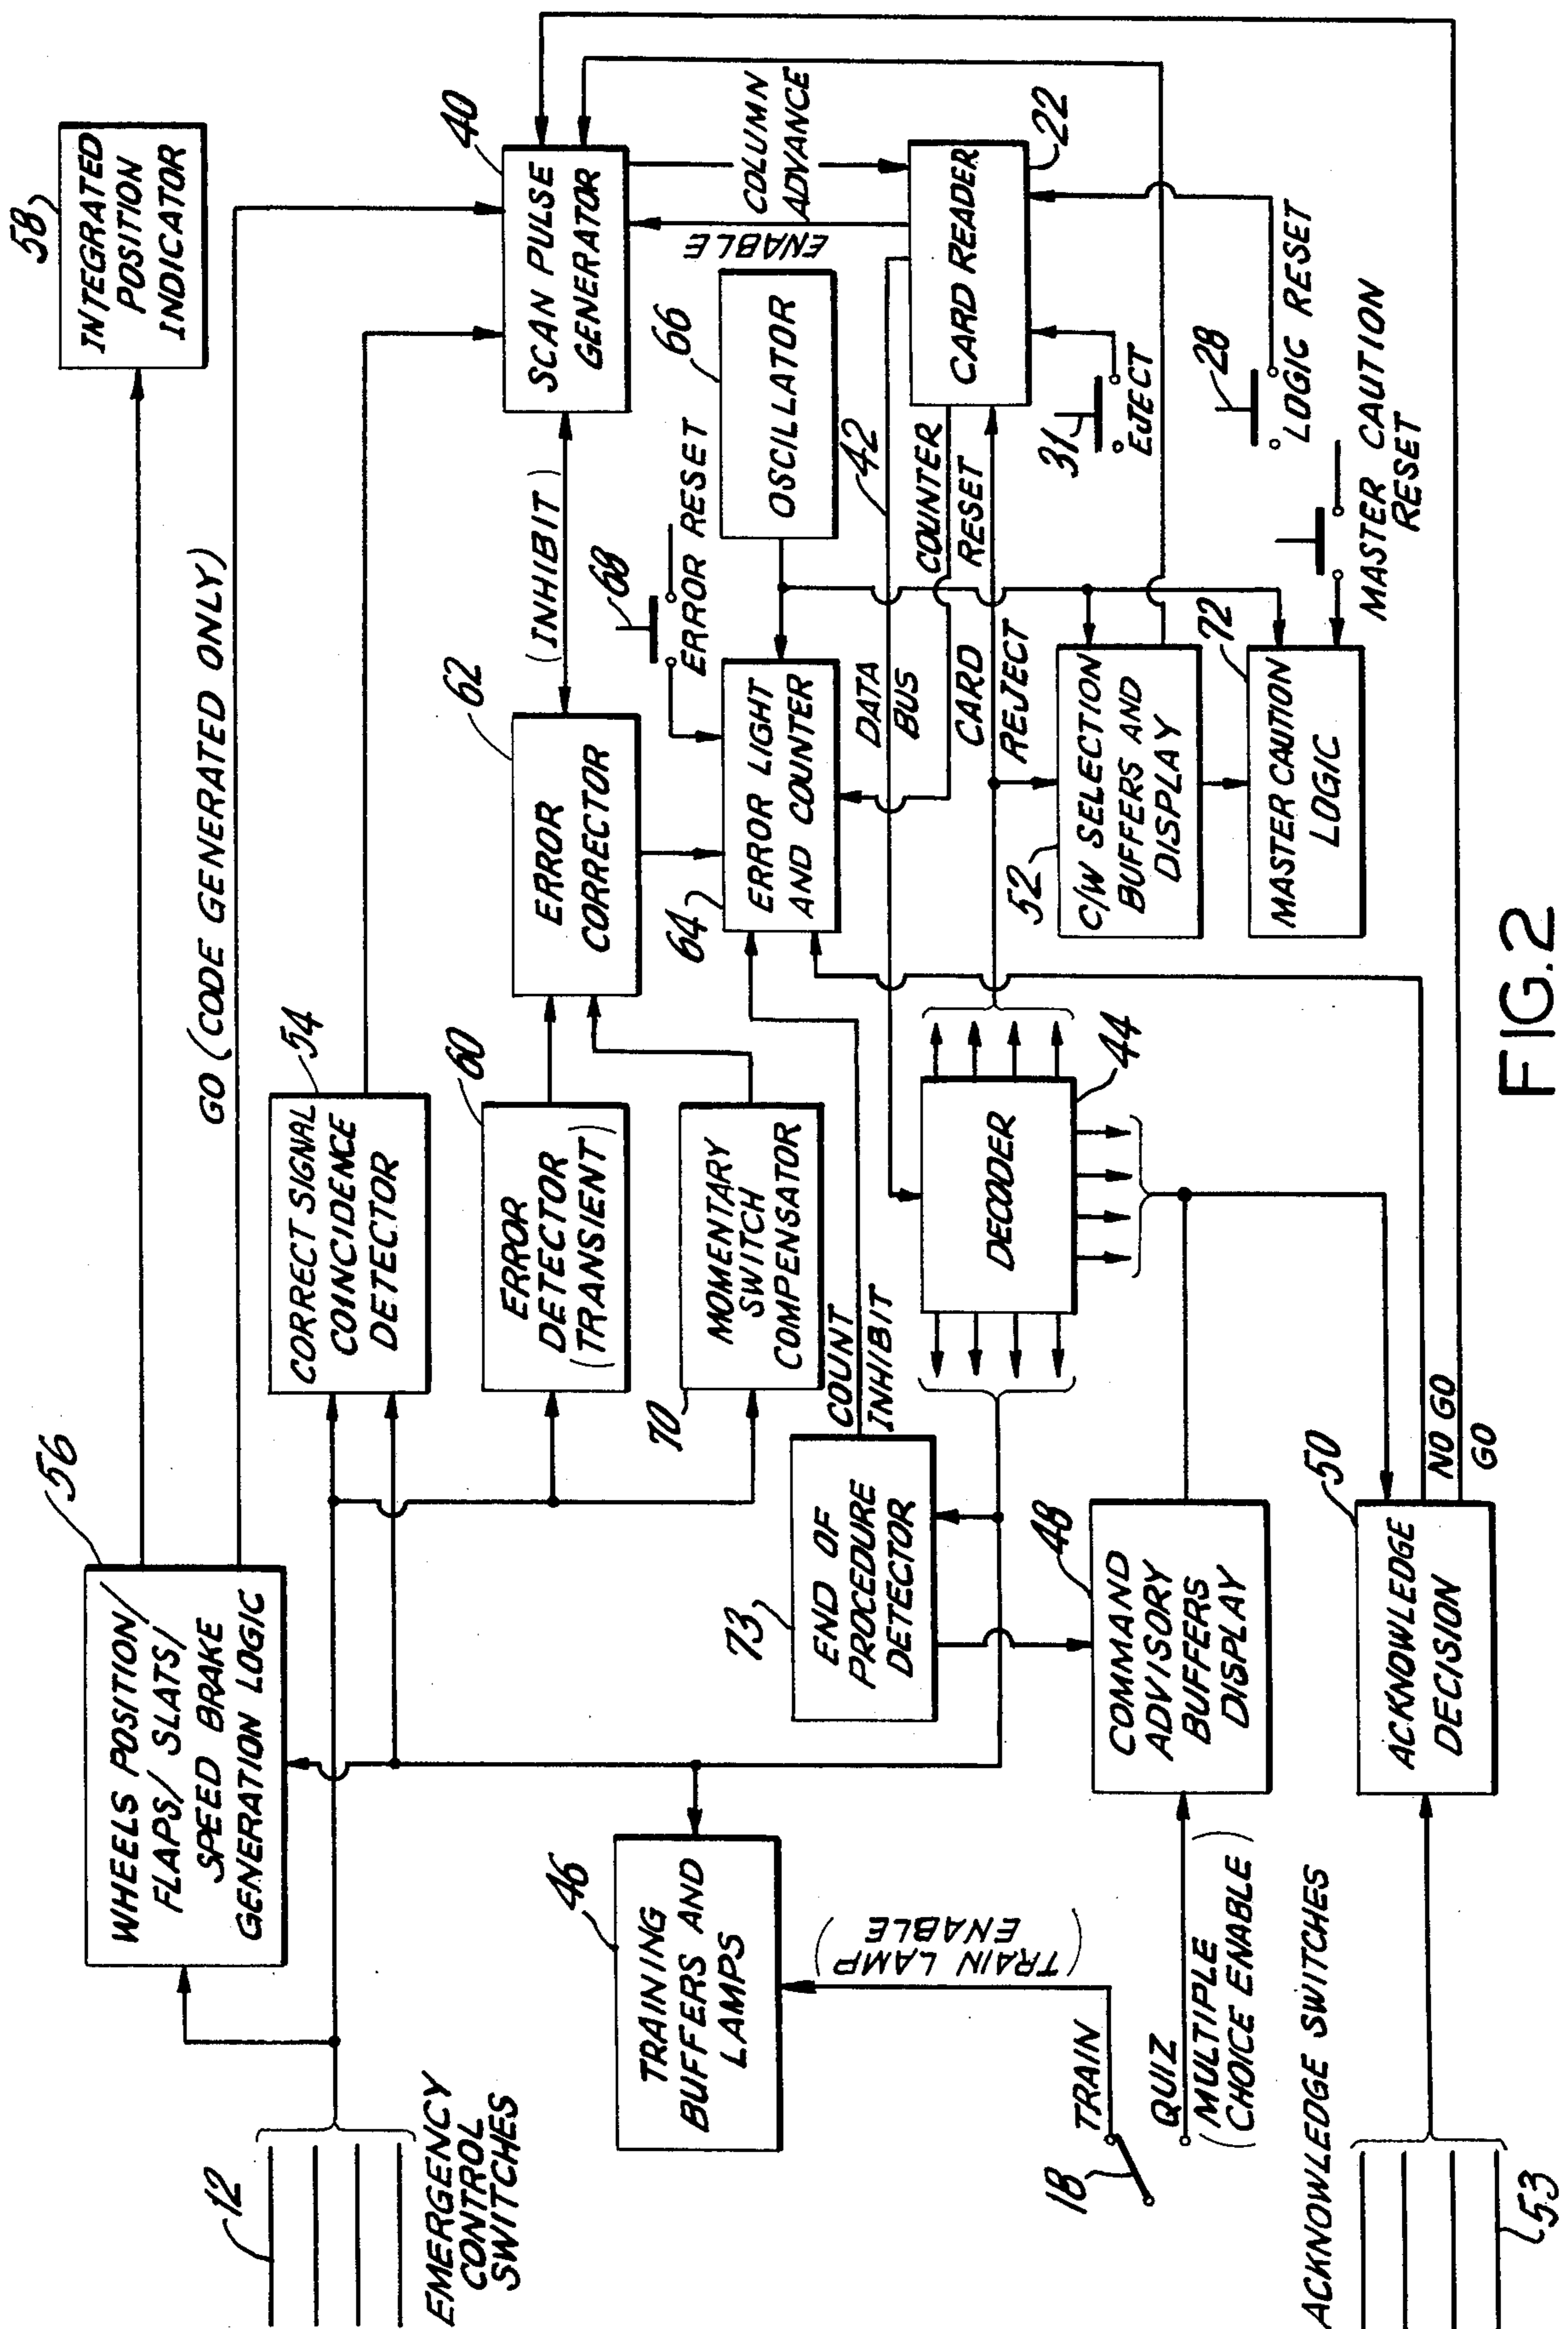 58
INTEGRATED
POSITION
INDICATOR
GO (CODE GENERATED ONLY)
56
WHEELS POSITION/
FLAPS/ SLATS/
SPEED BRAKE
GENERATION LOGIC
12
EMERGENCY
CONTROL
SWITCHES
54
CORRECT SIGNAL
COINCIDENCE
DETECTOR
40
SCAN PULSE
GENERATOR
60
ERROR
DETECTOR
(TRANSIENT)
62
ERROR
CORRECTOR
(INHIBIT)
70
MOMENTARY
SWITCH
COMPENSATOR
68
ERROR RESET
64
ERROR LIGHT
AND COUNTER
66
OSCILLATOR
ENABLE
COLUMN
ADVANCE
46
TRAINING
BUFFERS AND
LAMPS
(TRAIN LAMP
ENABLE)
COUNT
INHIBIT
73
END OF
PROCEDURE
DETECTOR
DECODER
44
DATA
BUS
42
COUNTER
RESET
CARD
REJECT
CARD READER
22
31
EJECT
28
LOGIC RESET
18
TRAIN
QUIZ
(MULTIPLE
CHOICE ENABLE)
48
COMMAND
ADVISORY
BUFFERS
DISPLAY
52
C/W SELECTION
BUFFERS AND
DISPLAY
72
MASTER CAUTION
LOGIC
MASTER CAUTION
RESET
ACKNOWLEDGE SWITCHES
53
50
ACKNOWLEDGE
DECISION
NO GO
GO
FIG.2